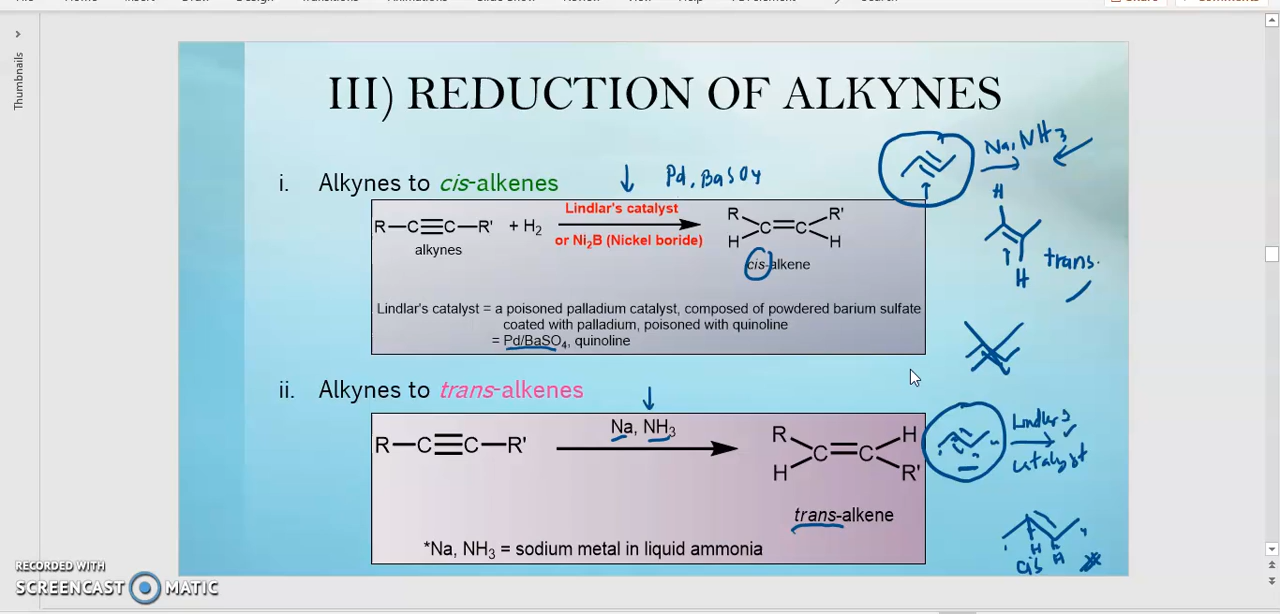 Thumbnails
III) REDUCTION OF ALKYNES
Na, NH3
i. Alkynes to cis-alkenes
Pd, BaSO4
R—C≡C—R' + H₂
alkynes
Lindlar's catalyst
or Ni₂B (Nickel boride)
R R'
C=C
H H
cis-alkene
H
H
trans.
Lindlar's catalyst = a poisoned palladium catalyst, composed of powdered barium sulfate
coated with palladium, poisoned with quinoline
= Pd/BaSO₄, quinoline
ii. Alkynes to trans-alkenes
R—C≡C—R'
Na, NH₃
R H
C=C
H R'
trans-alkene
*Na, NH₃ = sodium metal in liquid ammonia
Lindlar's
catalyst
H H
cis
RECORDED WITH
SCREENCAST MATIC